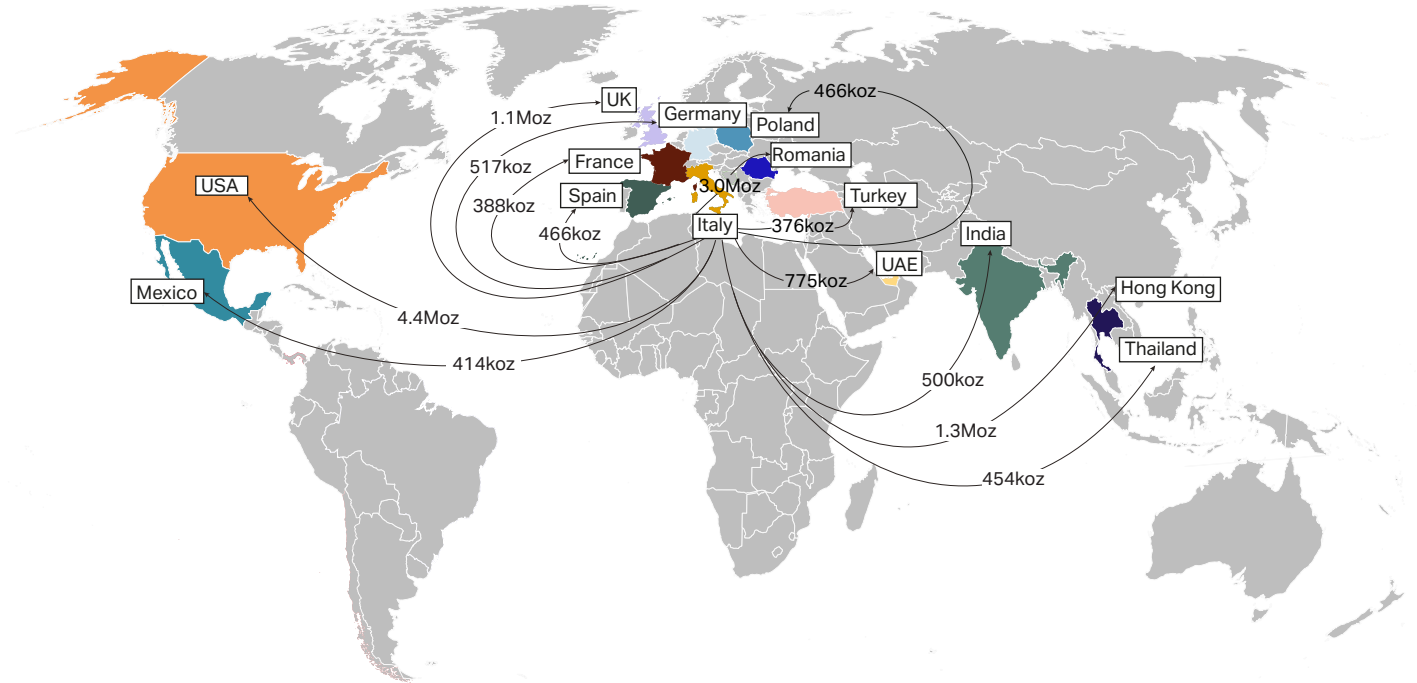 466koz
UK
1.1Moz
Germany
Poland
France
Romania
517koz
USA
3.0Moz
Spain
Turkey
388koz
Italy
376koz
466koz
India
UAE
775koz
Mexico
Hong Kong
4.4Moz
Thailand
414koz
500koz
1.3Moz
454koz